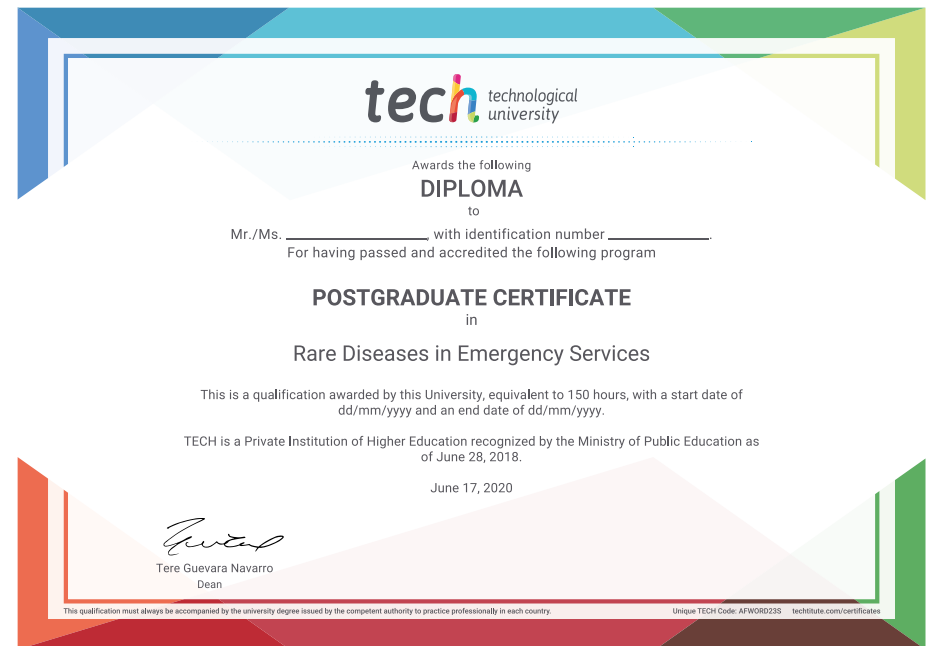 tech technological
university
Awards the following
DIPLOMA
to
Mr./Ms. ____________________, with identification number ______________.
For having passed and accredited the following program
POSTGRADUATE CERTIFICATE
in
Rare Diseases in Emergency Services
This is a qualification awarded by this University, equivalent to 150 hours, with a start date of
dd/mm/yyyy and an end date of dd/mm/yyyy.
TECH is a Private Institution of Higher Education recognized by the Ministry of Public Education as
of June 28, 2018.
June 17, 2020
Tere Guevara Navarro
Dean
This qualification must always be accompanied by the university degree issued by the competent authority to practice professionally in each country. Unique TECH Code: AFWORD23S techtitute.com/certificates